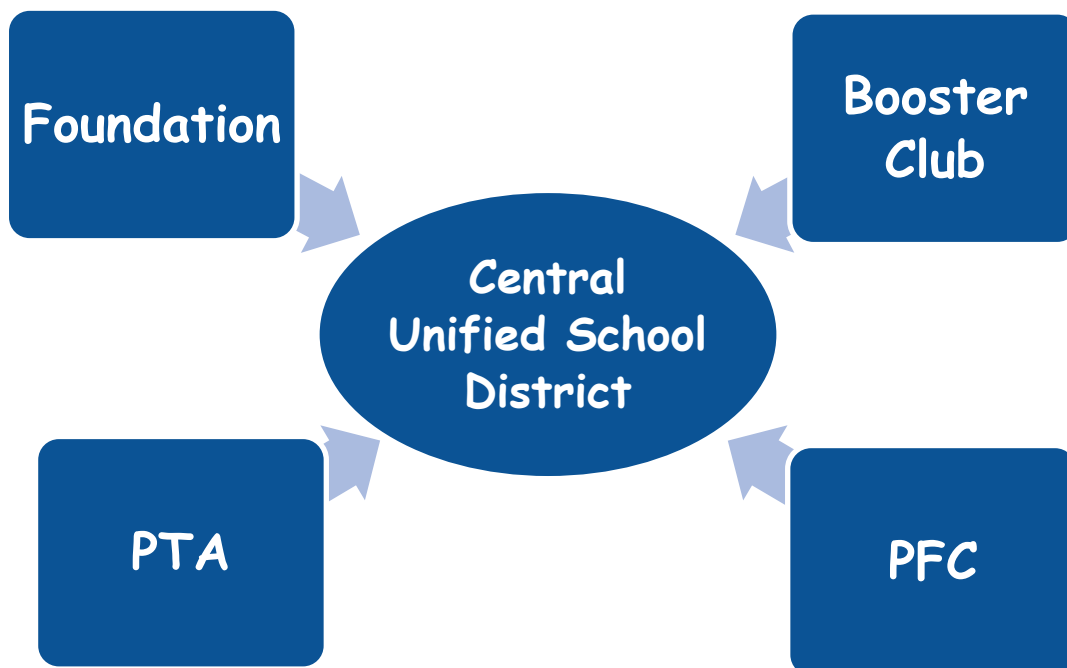 Foundation
Booster
Club
Central
Unified School
District
PTA
PFC